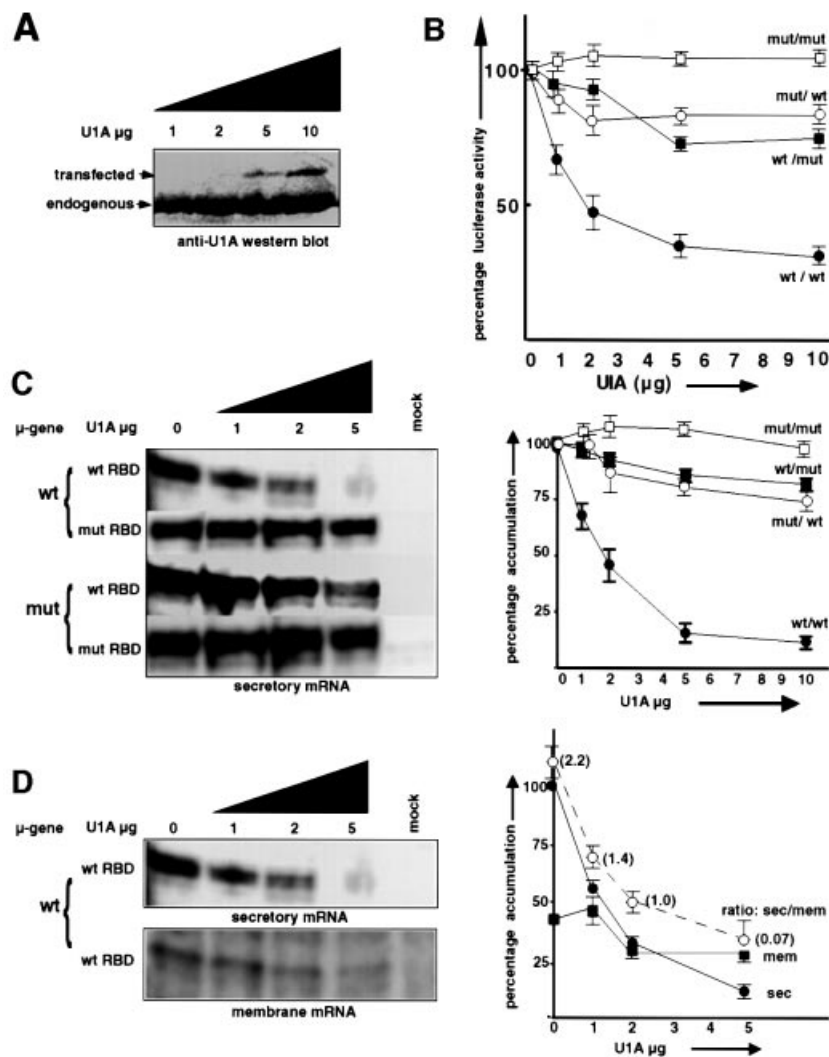 A
U1A µg 1 2 5 10
transfected
endogenous
anti-U1A western blot
B
percentage luciferase activity
100
50
mut/mut
mut/ wt
wt /mut
wt / wt
0 1 2 3 4 5 6 7 8 9 10
UIA (µg)
C
µ-gene U1A µg 0 1 2 5 mock
wt
wt RBD
mut RBD
mut
wt RBD
mut RBD
secretory mRNA
percentage accumulation
100
75
50
25
mut/mut
wt/mut
mut/ wt
wt/wt
0 1 2 3 4 5 6 7 8 9 10
U1A µg
D
µ-gene U1A µg 0 1 2 5 mock
wt
wt RBD
secretory mRNA
wt RBD
membrane mRNA
percentage accumulation
100
75
50
25
(2.2)
(1.4)
(1.0)
ratio: sec/mem
(0.07)
mem
sec
0 1 2 3 4 5
U1A µg